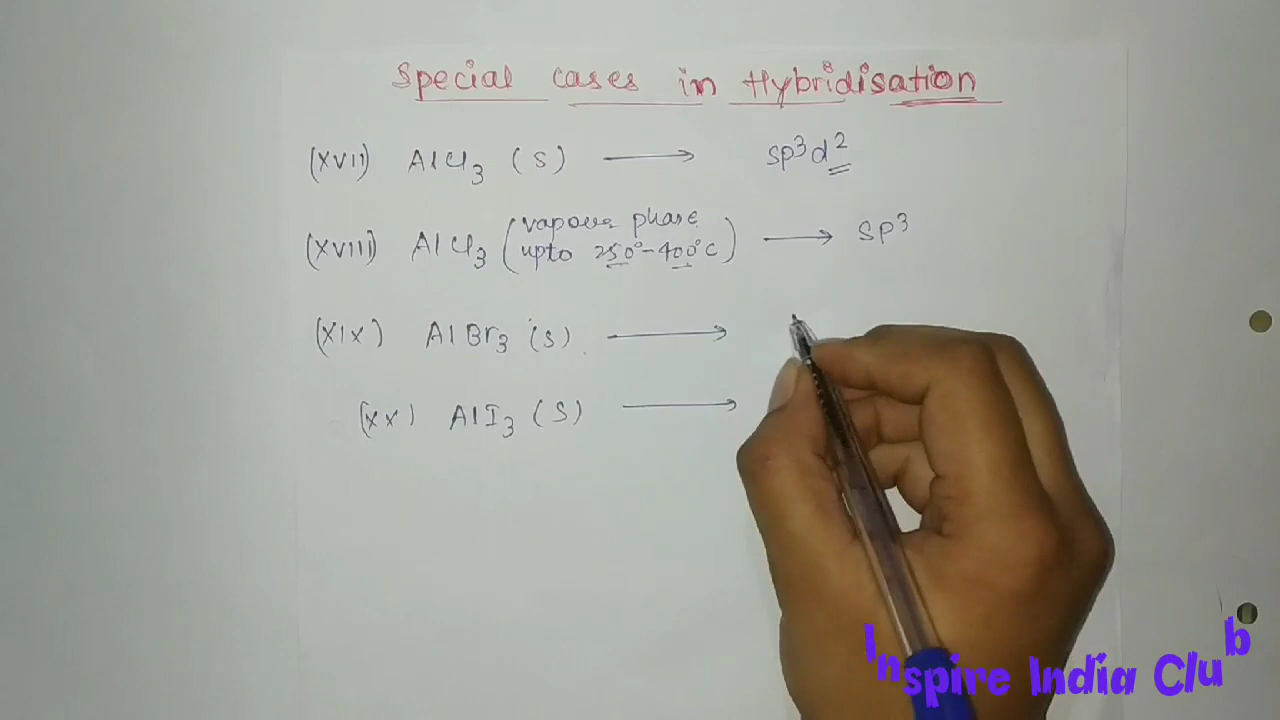 Special cases in Hybridisation
(XVII) AlCl3 (S) → sp³d²
(XVIII) AlCl3 (vapour phase upto 250°-400°C) → SP³
(XIX) AlBr3 (S) →
(XX) AlI3 (S) →
Inspire India Club